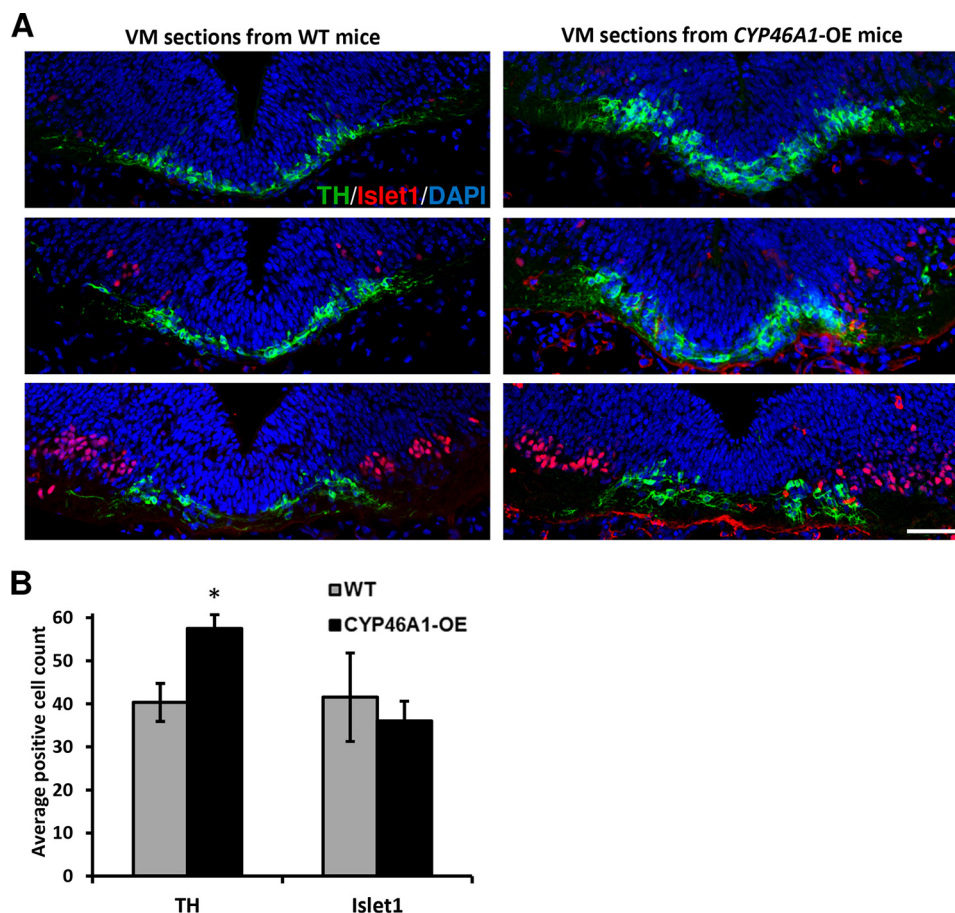 A
VM sections from WT mice
VM sections from CYP46A1-OE mice
TH/Islet1/DAPI
B
Average positive cell count
60
50
40
30
20
10
0
*
WT
CYP46A1-OE
TH
Islet1